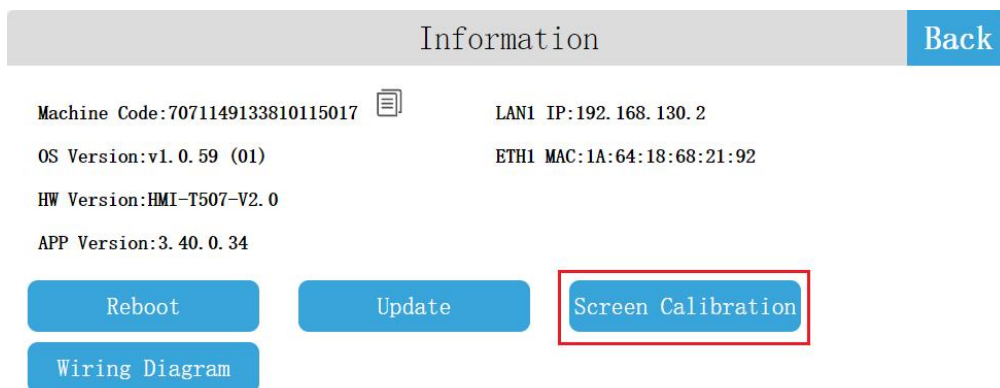 Information
Back
Machine Code:7071149133810115017
LAN1 IP:192.168.130.2
OS Version:v1.0.59 (01)
ETH1 MAC:1A:64:18:68:21:92
HW Version:HMI-T507-V2.0
APP Version:3.40.0.34
Reboot
Update
Screen Calibration
Wiring Diagram